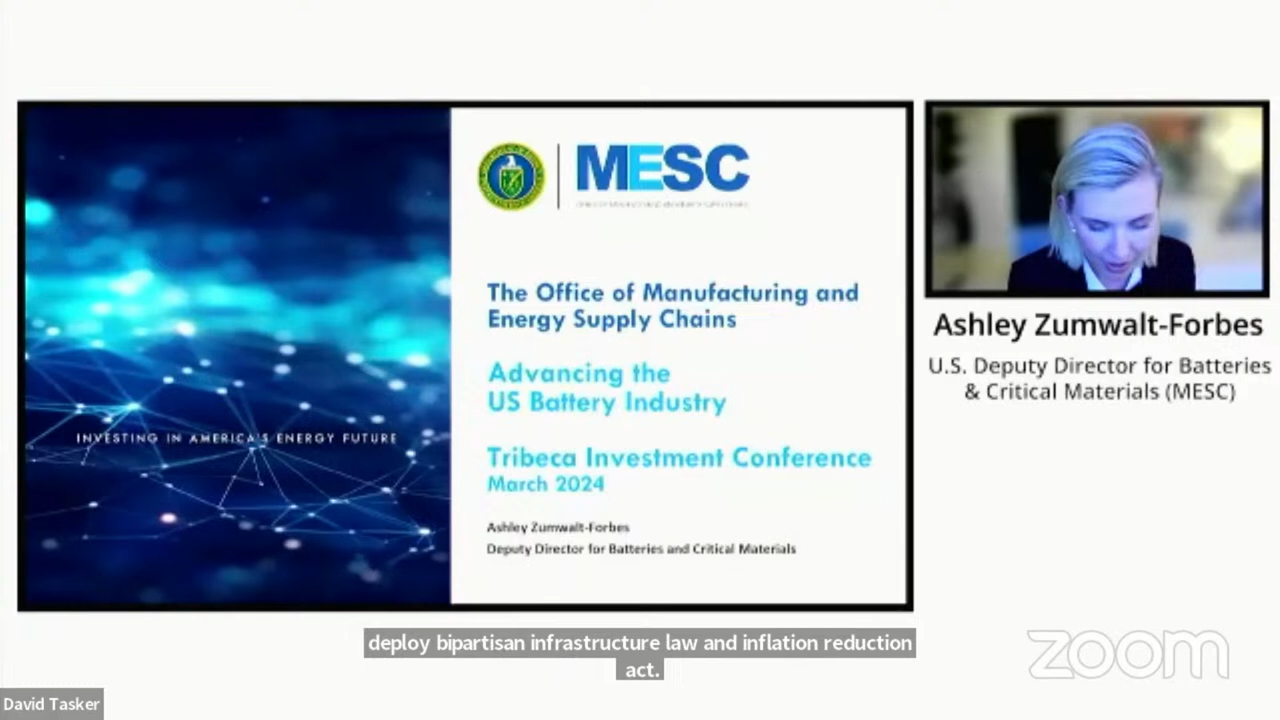 MESC
The Office of Manufacturing and
Energy Supply Chains
Advancing the
US Battery Industry
Tribeca Investment Conference
March 2024
Ashley Zumwalt-Forbes
Deputy Director for Batteries and Critical Materials
INVESTING IN AMERICA'S ENERGY FUTURE
Ashley Zumwalt-Forbes
U.S. Deputy Director for Batteries
& Critical Materials (MESC)
deploy bipartisan infrastructure law and inflation reduction
act.
zoom
David Tasker